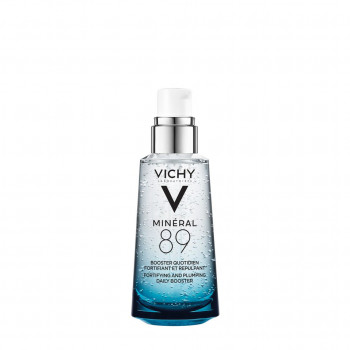 VICHY
LABORATOIRES
V
MINÉRAL
89
BOOSTER QUOTIDIEN
FORTIFIANT ET REPULPANT
FORTIFYING AND PLUMPING
DAILY BOOSTER